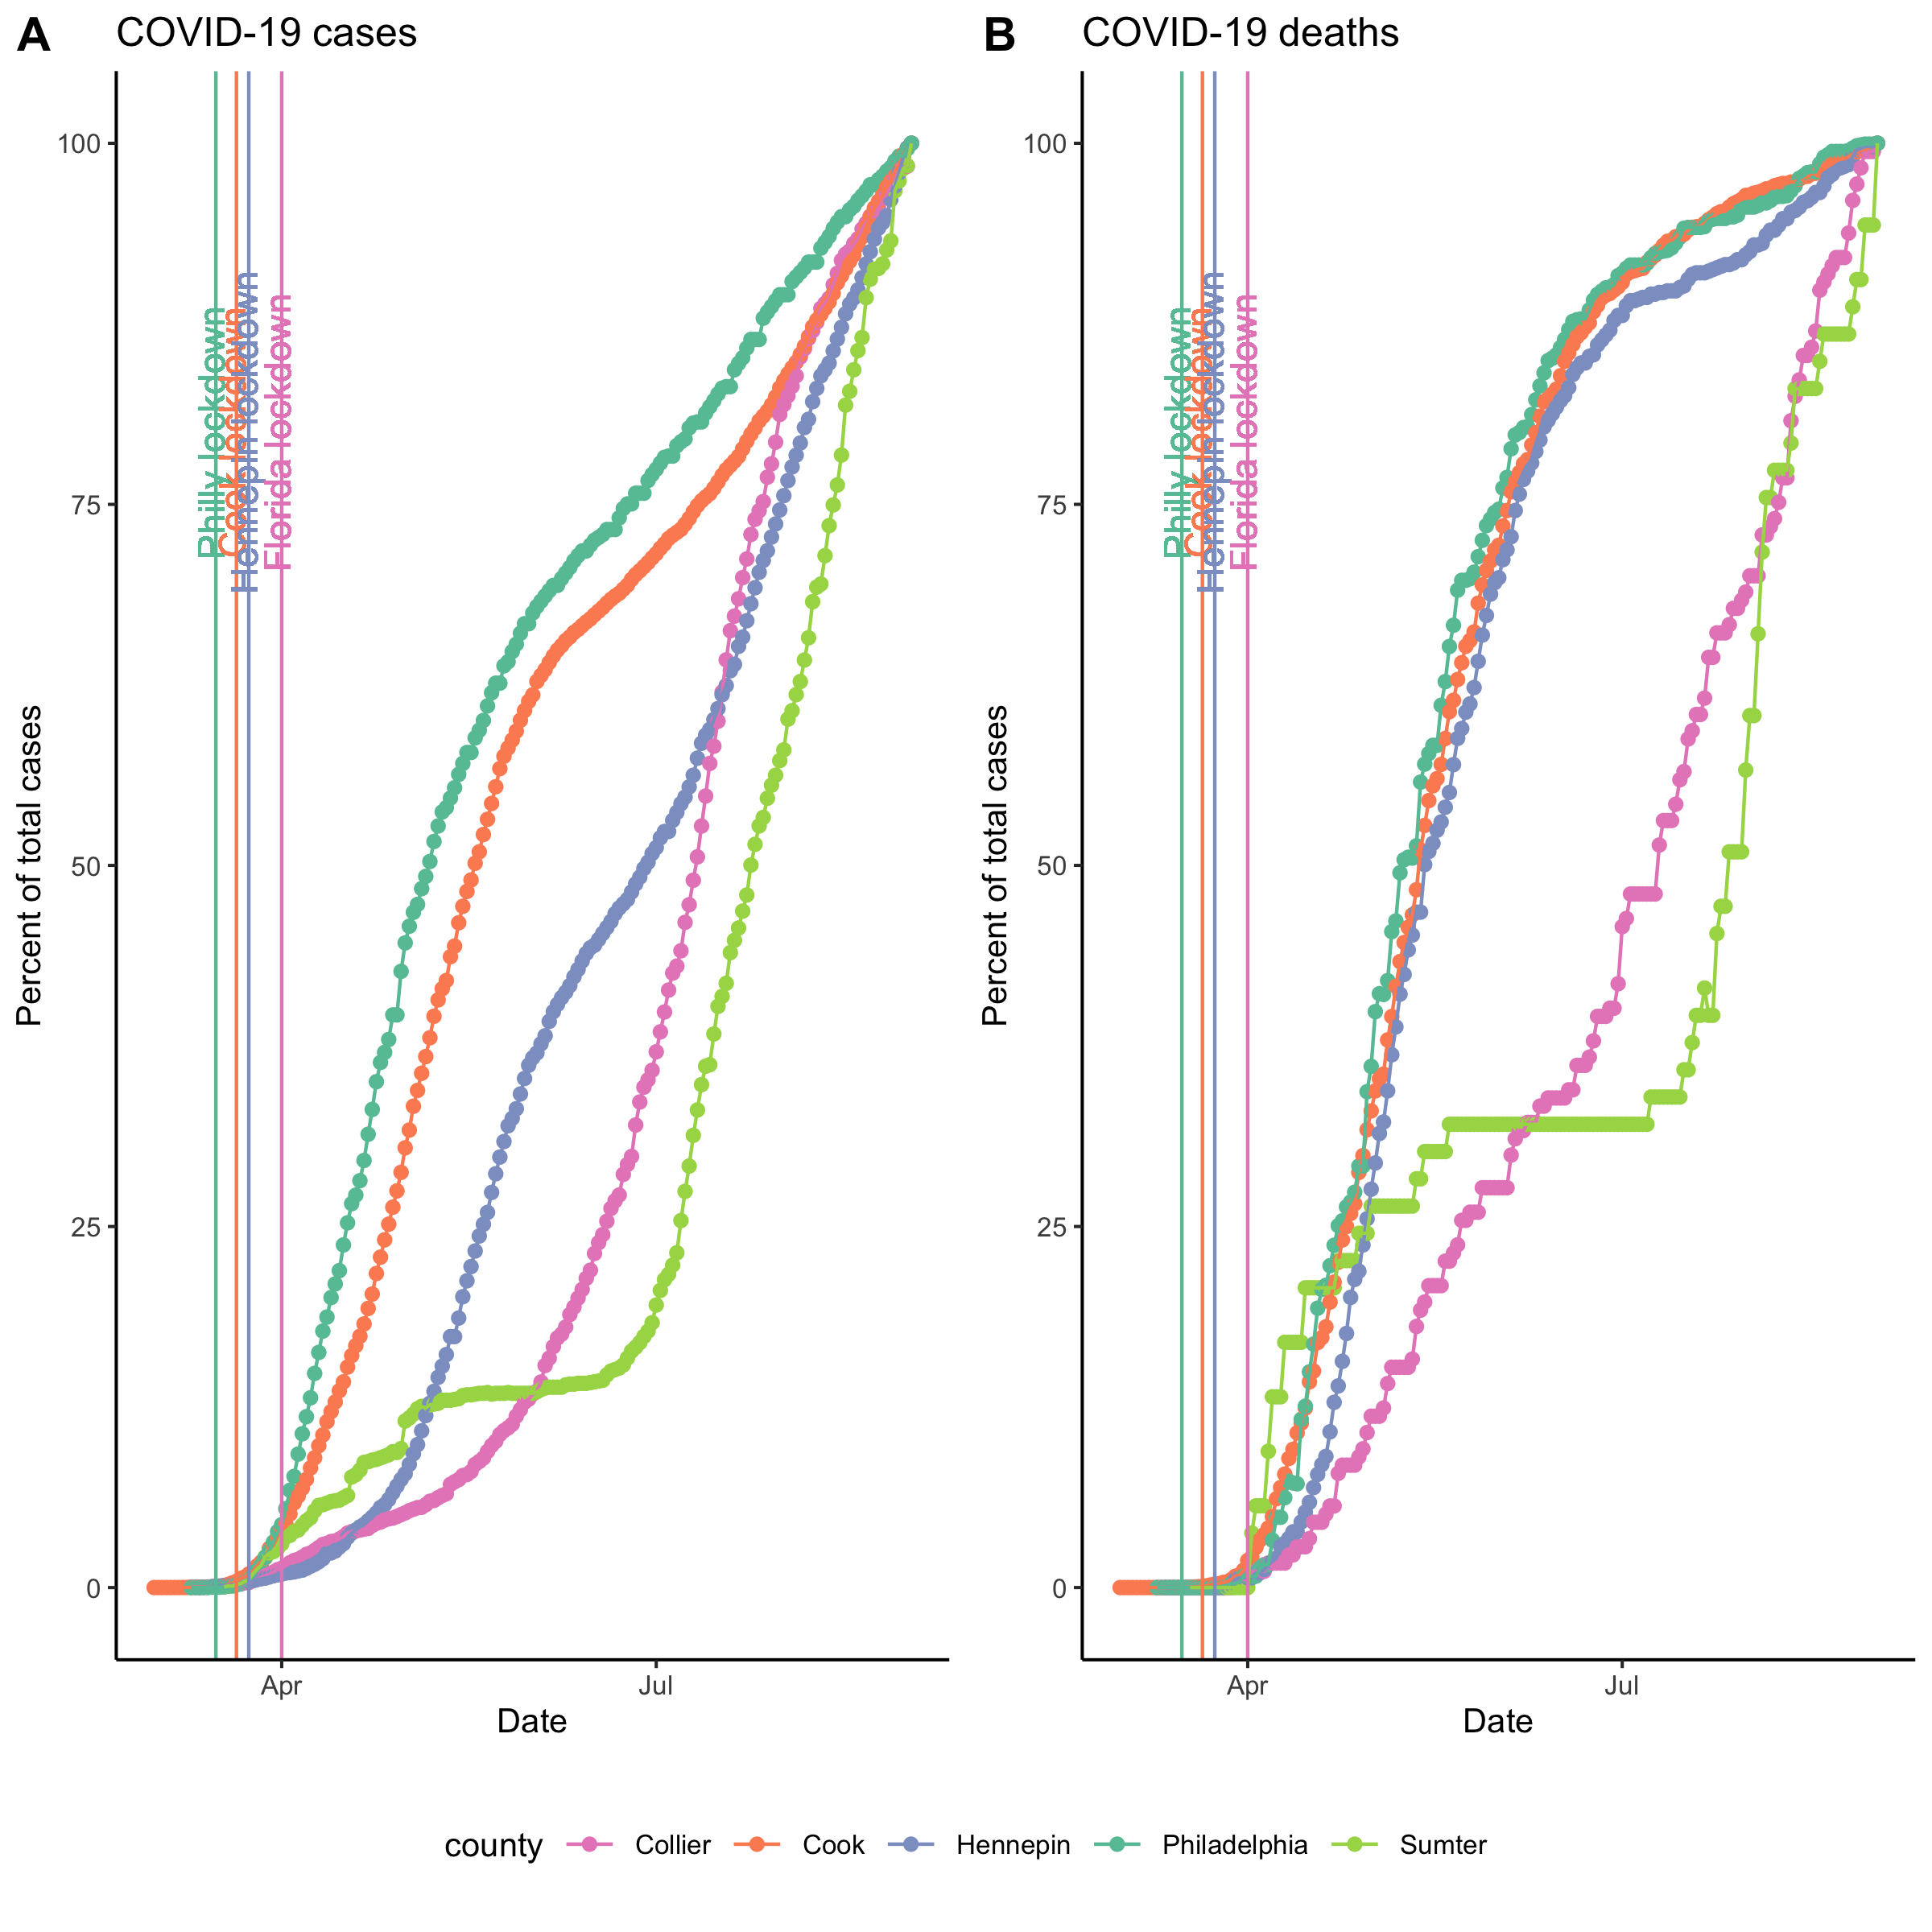 A COVID-19 cases
Percent of total cases
100
75
50
25
0
Philly lockdown
Cook lockdown
Hennepin lockdown
Florida lockdown
Apr Jul
Date
B COVID-19 deaths
Percent of total cases
100
75
50
25
0
Philly lockdown
Cook lockdown
Hennepin lockdown
Florida lockdown
Apr Jul
Date
county Collier Cook Hennepin Philadelphia Sumter